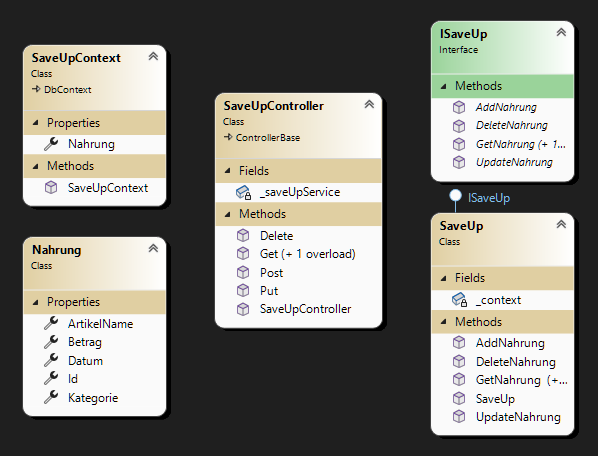 SaveUpContext
Class
DbContext
Properties
Nahrung
Methods
SaveUpContext
Nahrung
Class
Properties
ArtikelName
Betrag
Datum
Id
Kategorie
SaveUpController
Class
ControllerBase
Fields
_saveUpService
Methods
Delete
Get (+ 1 overload)
Post
Put
SaveUpController
ISaveUp
Interface
Methods
AddNahrung
DeleteNahrung
GetNahrung (+ 1...
UpdateNahrung
ISaveUp
SaveUp
Class
Fields
_context
Methods
AddNahrung
DeleteNahrung
GetNahrung (+...
SaveUp
UpdateNahrung